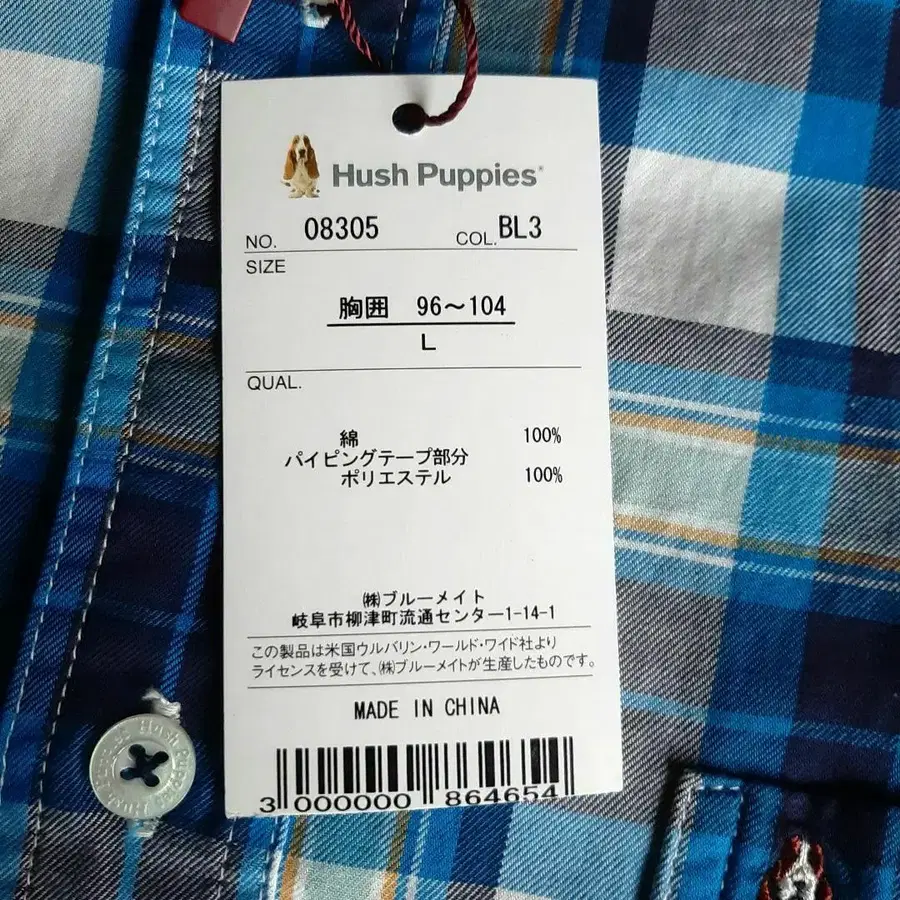 Hush Puppies®
NO. 08305 COL. BL3
SIZE
胸囲 96～104
L
QUAL.
綿 100%
パイピングテープ部分
ポリエステル 100%
㈱ブルーメイト
岐阜市柳津町流通センター1-14-1
この製品は米国ウルバリン・ワールド・ワイド社より
ライセンスを受けて、㈱ブルーメイトが生産したものです。
MADE IN CHINA
3 000000 864654
Hush Puppies